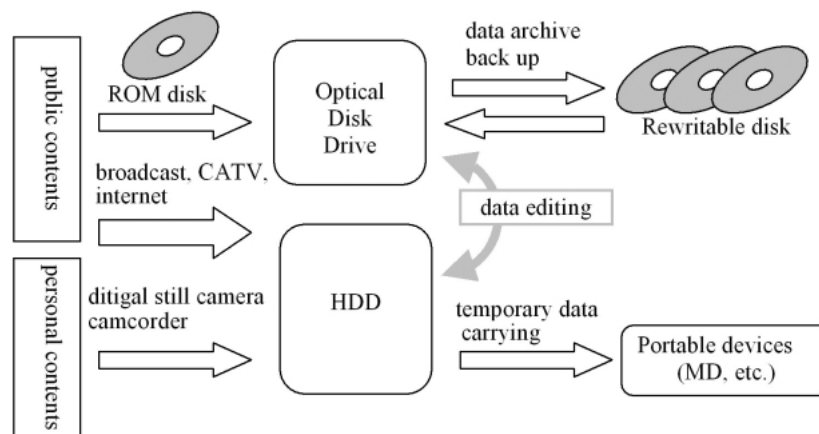 public contents
ROM disk
broadcast, CATV,
internet
personal contents
ditigal still camera
camcorder
Optical
Disk
Drive
HDD
data archive
back up
Rewritable disk
data editing
temporary data
carrying
Portable devices
(MD, etc.)